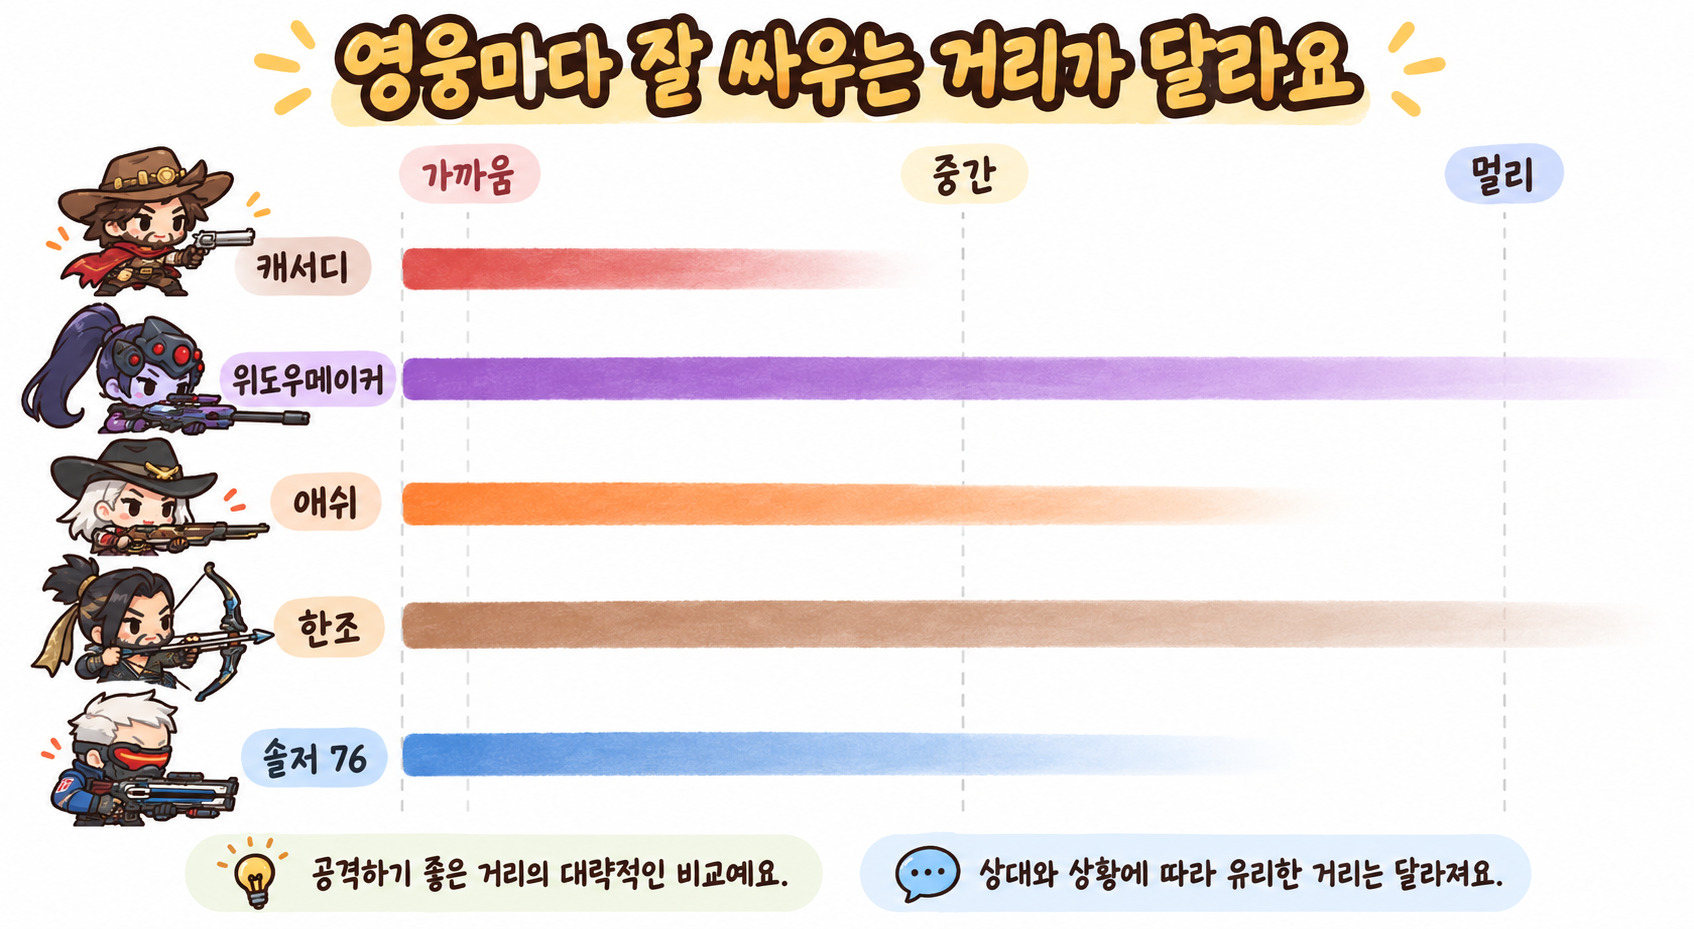 영웅마다 잘 싸우는 거리가 달라요
가까움
중간
멀리
캐서디
위도우메이커
애쉬
한조
솔저 76
공격하기 좋은 거리의 대략적인 비교예요.
상대와 상황에 따라 유리한 거리는 달라져요.